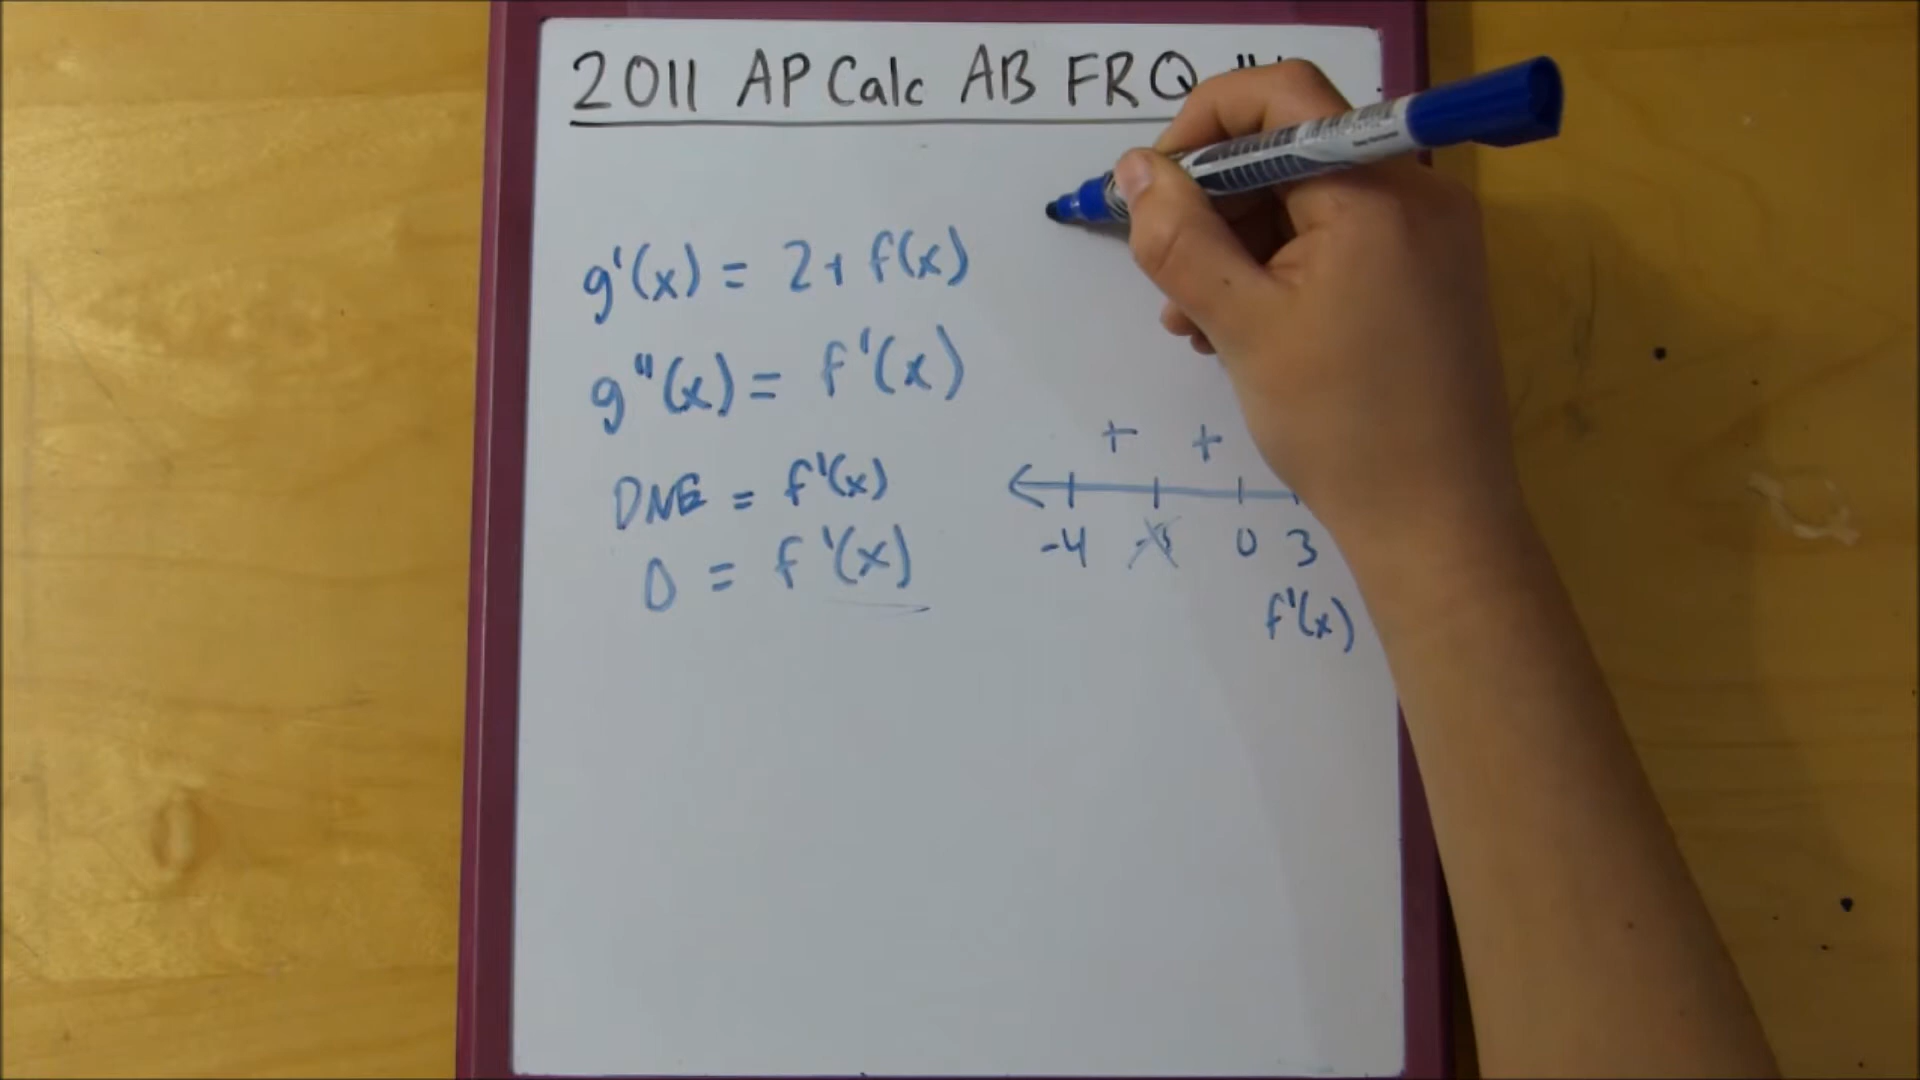 2011 AP Calc AB FRQ
g'(x) = 2+ f(x)
g"(x) = f'(x)
+ +
DNE = f'(x)
-4 0 3
0 = f'(x)
f'(x)